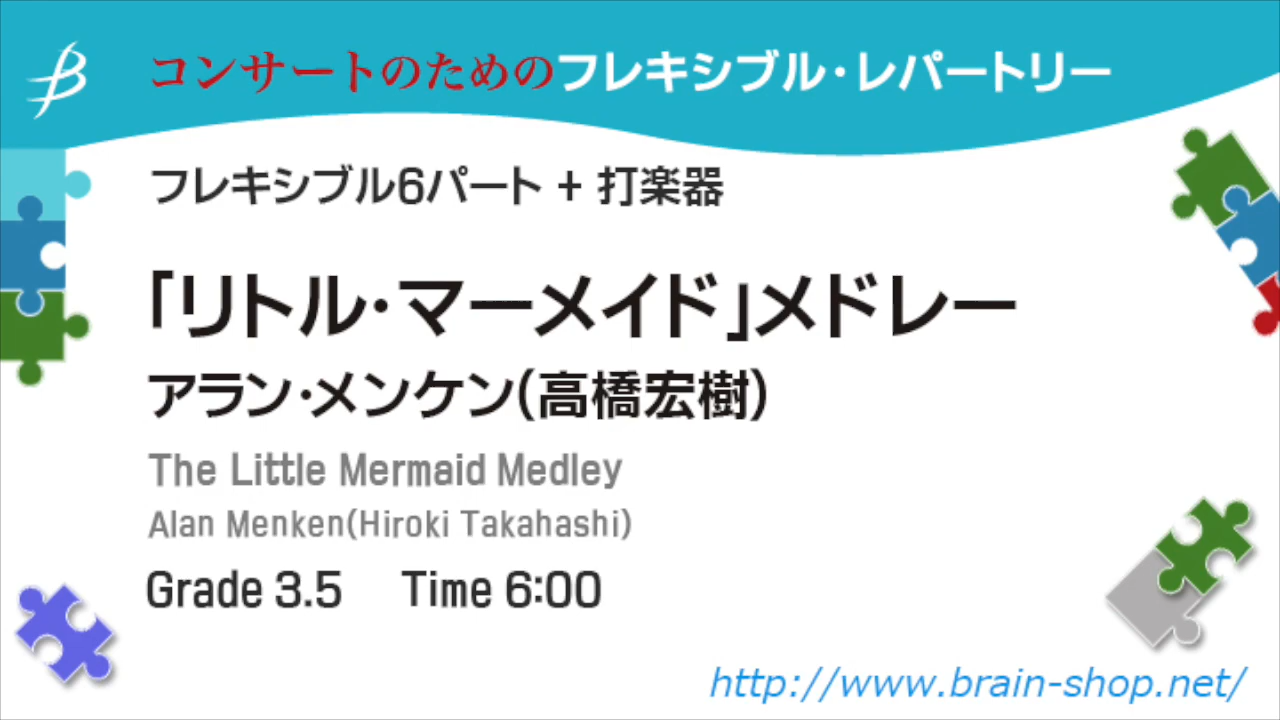 コンサートのためのフレキシブル・レパートリー
フレキシブル6パート + 打楽器
「リトル・マーメイド」メドレー
アラン・メンケン(高橋宏樹)
The Little Mermaid Medley
Alan Menken(Hiroki Takahashi)
Grade 3.5 Time 6:00
http://www.brain-shop.net/